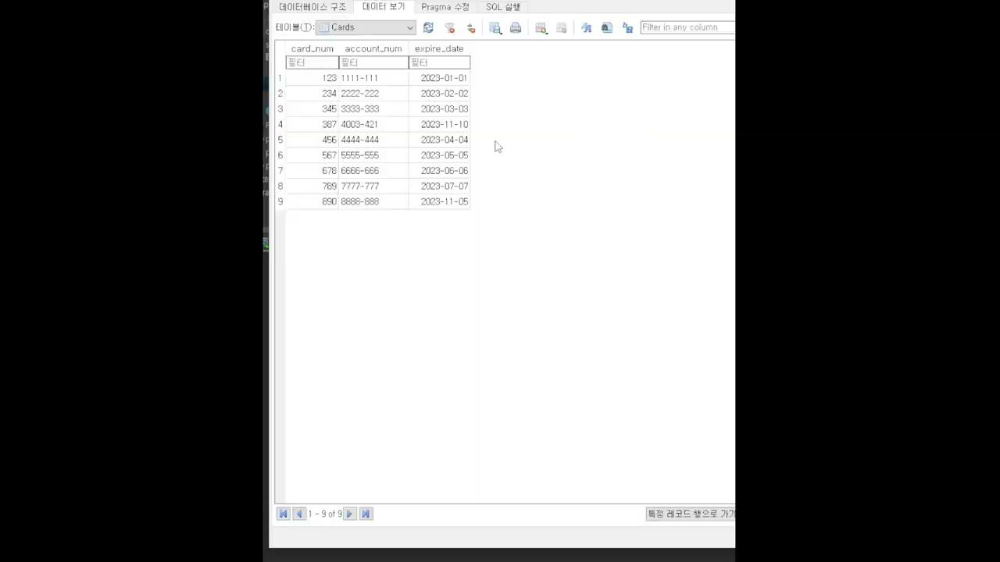 데이터베이스 구조 데이터 보기 Pragma 수정 SQL 실행
테이블(T): Cards Filter in any column
card_num account_num expire_date
필터 필터 필터
1 123 1111-111 2023-01-01
2 234 2222-222 2023-02-02
3 345 3333-333 2023-03-03
4 387 4003-421 2023-11-10
5 456 4444-444 2023-04-04
6 567 5555-555 2023-05-05
7 678 6666-666 2023-06-06
8 789 7777-777 2023-07-07
9 890 8888-888 2023-11-05
1 - 9 of 9 특정 레코드 행으로 가기